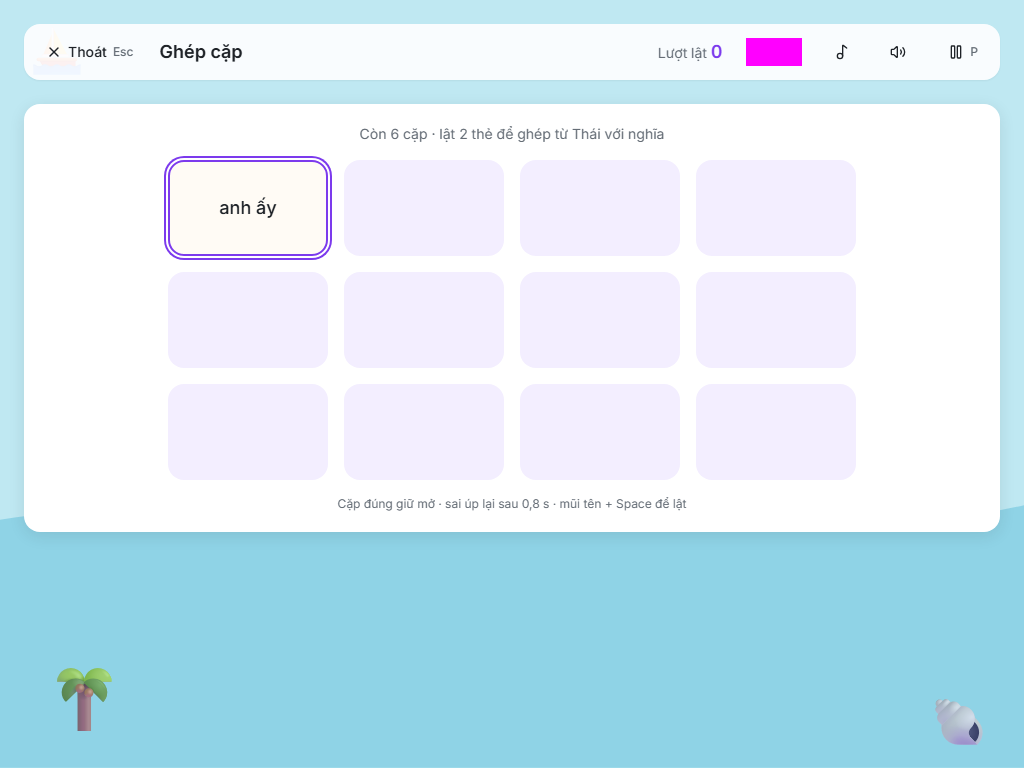 Thoát Esc Ghép cặp Lượt lật 0 P
Còn 6 cặp · lật 2 thẻ để ghép từ Thái với nghĩa
anh ấy
Cặp đúng giữ mở · sai úp lại sau 0,8 s · mũi tên + Space để lật